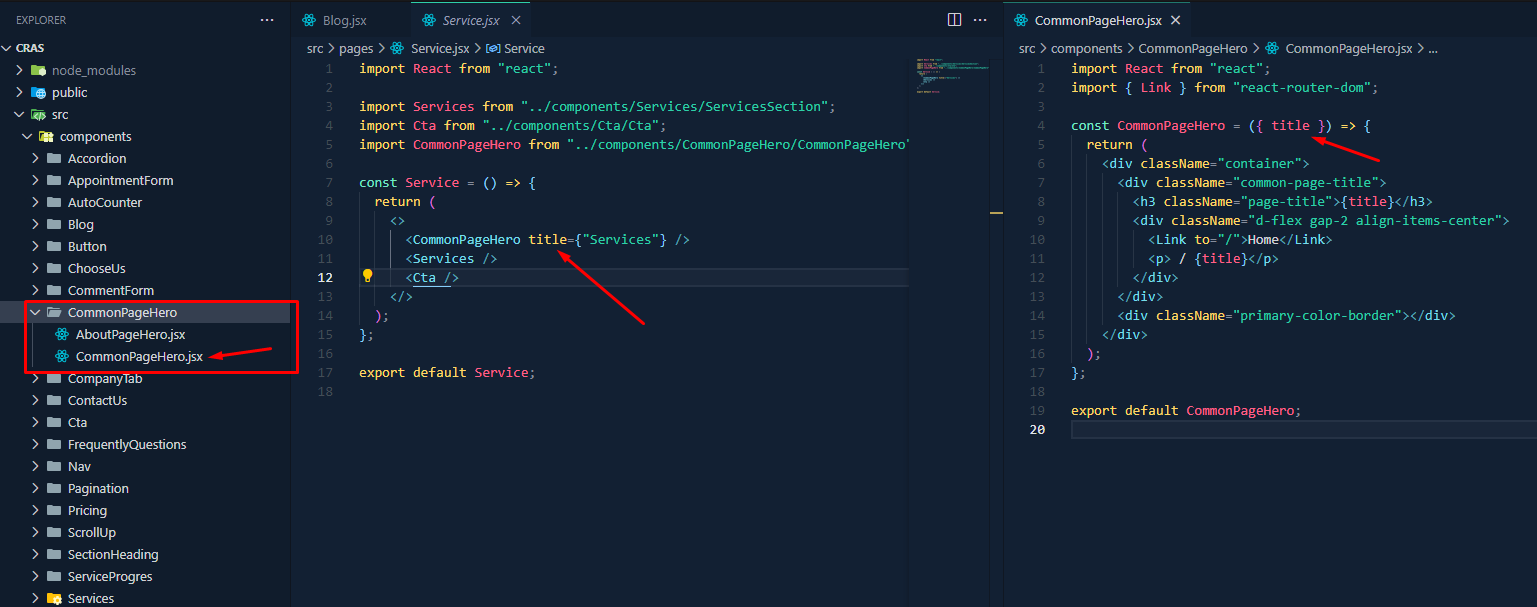 EXPLORER
CRAS
node_modules
public
src
components
Accordion
AppointmentForm
AutoCounter
Blog
Button
ChooseUs
CommentForm
CommonPageHero
AboutPageHero.jsx
CommonPageHero.jsx
CompanyTab
ContactUs
Cta
FrequentlyQuestions
Nav
Pagination
Pricing
ScrollUp
SectionHeading
ServiceProgres
Services
Blog.jsx
Service.jsx
src > pages > Service.jsx > Service
1 import React from "react";
2
3 import Services from "../components/Services/ServicesSection";
4 import Cta from "../components/Cta/Cta";
5 import CommonPageHero from "../components/CommonPageHero/CommonPageHero"
6
7 const Service = () => {
8 return (
9 <>
10 <CommonPageHero title={"Services"} />
11 <Services />
12 <Cta />
13 </>
14 );
15 };
16
17 export default Service;
18
CommonPageHero.jsx
src > components > CommonPageHero > CommonPageHero.jsx > ...
1 import React from "react";
2 import { Link } from "react-router-dom";
3
4 const CommonPageHero = ({ title }) => {
5 return (
6 <div className="container">
7 <div className="common-page-title">
8 <h3 className="page-title">{title}</h3>
9 <div className="d-flex gap-2 align-items-center">
10 <Link to="/">Home</Link>
11 <p> / {title}</p>
12 </div>
13 </div>
14 <div className="primary-color-border"></div>
15 </div>
16 );
17 };
18
19 export default CommonPageHero;
20